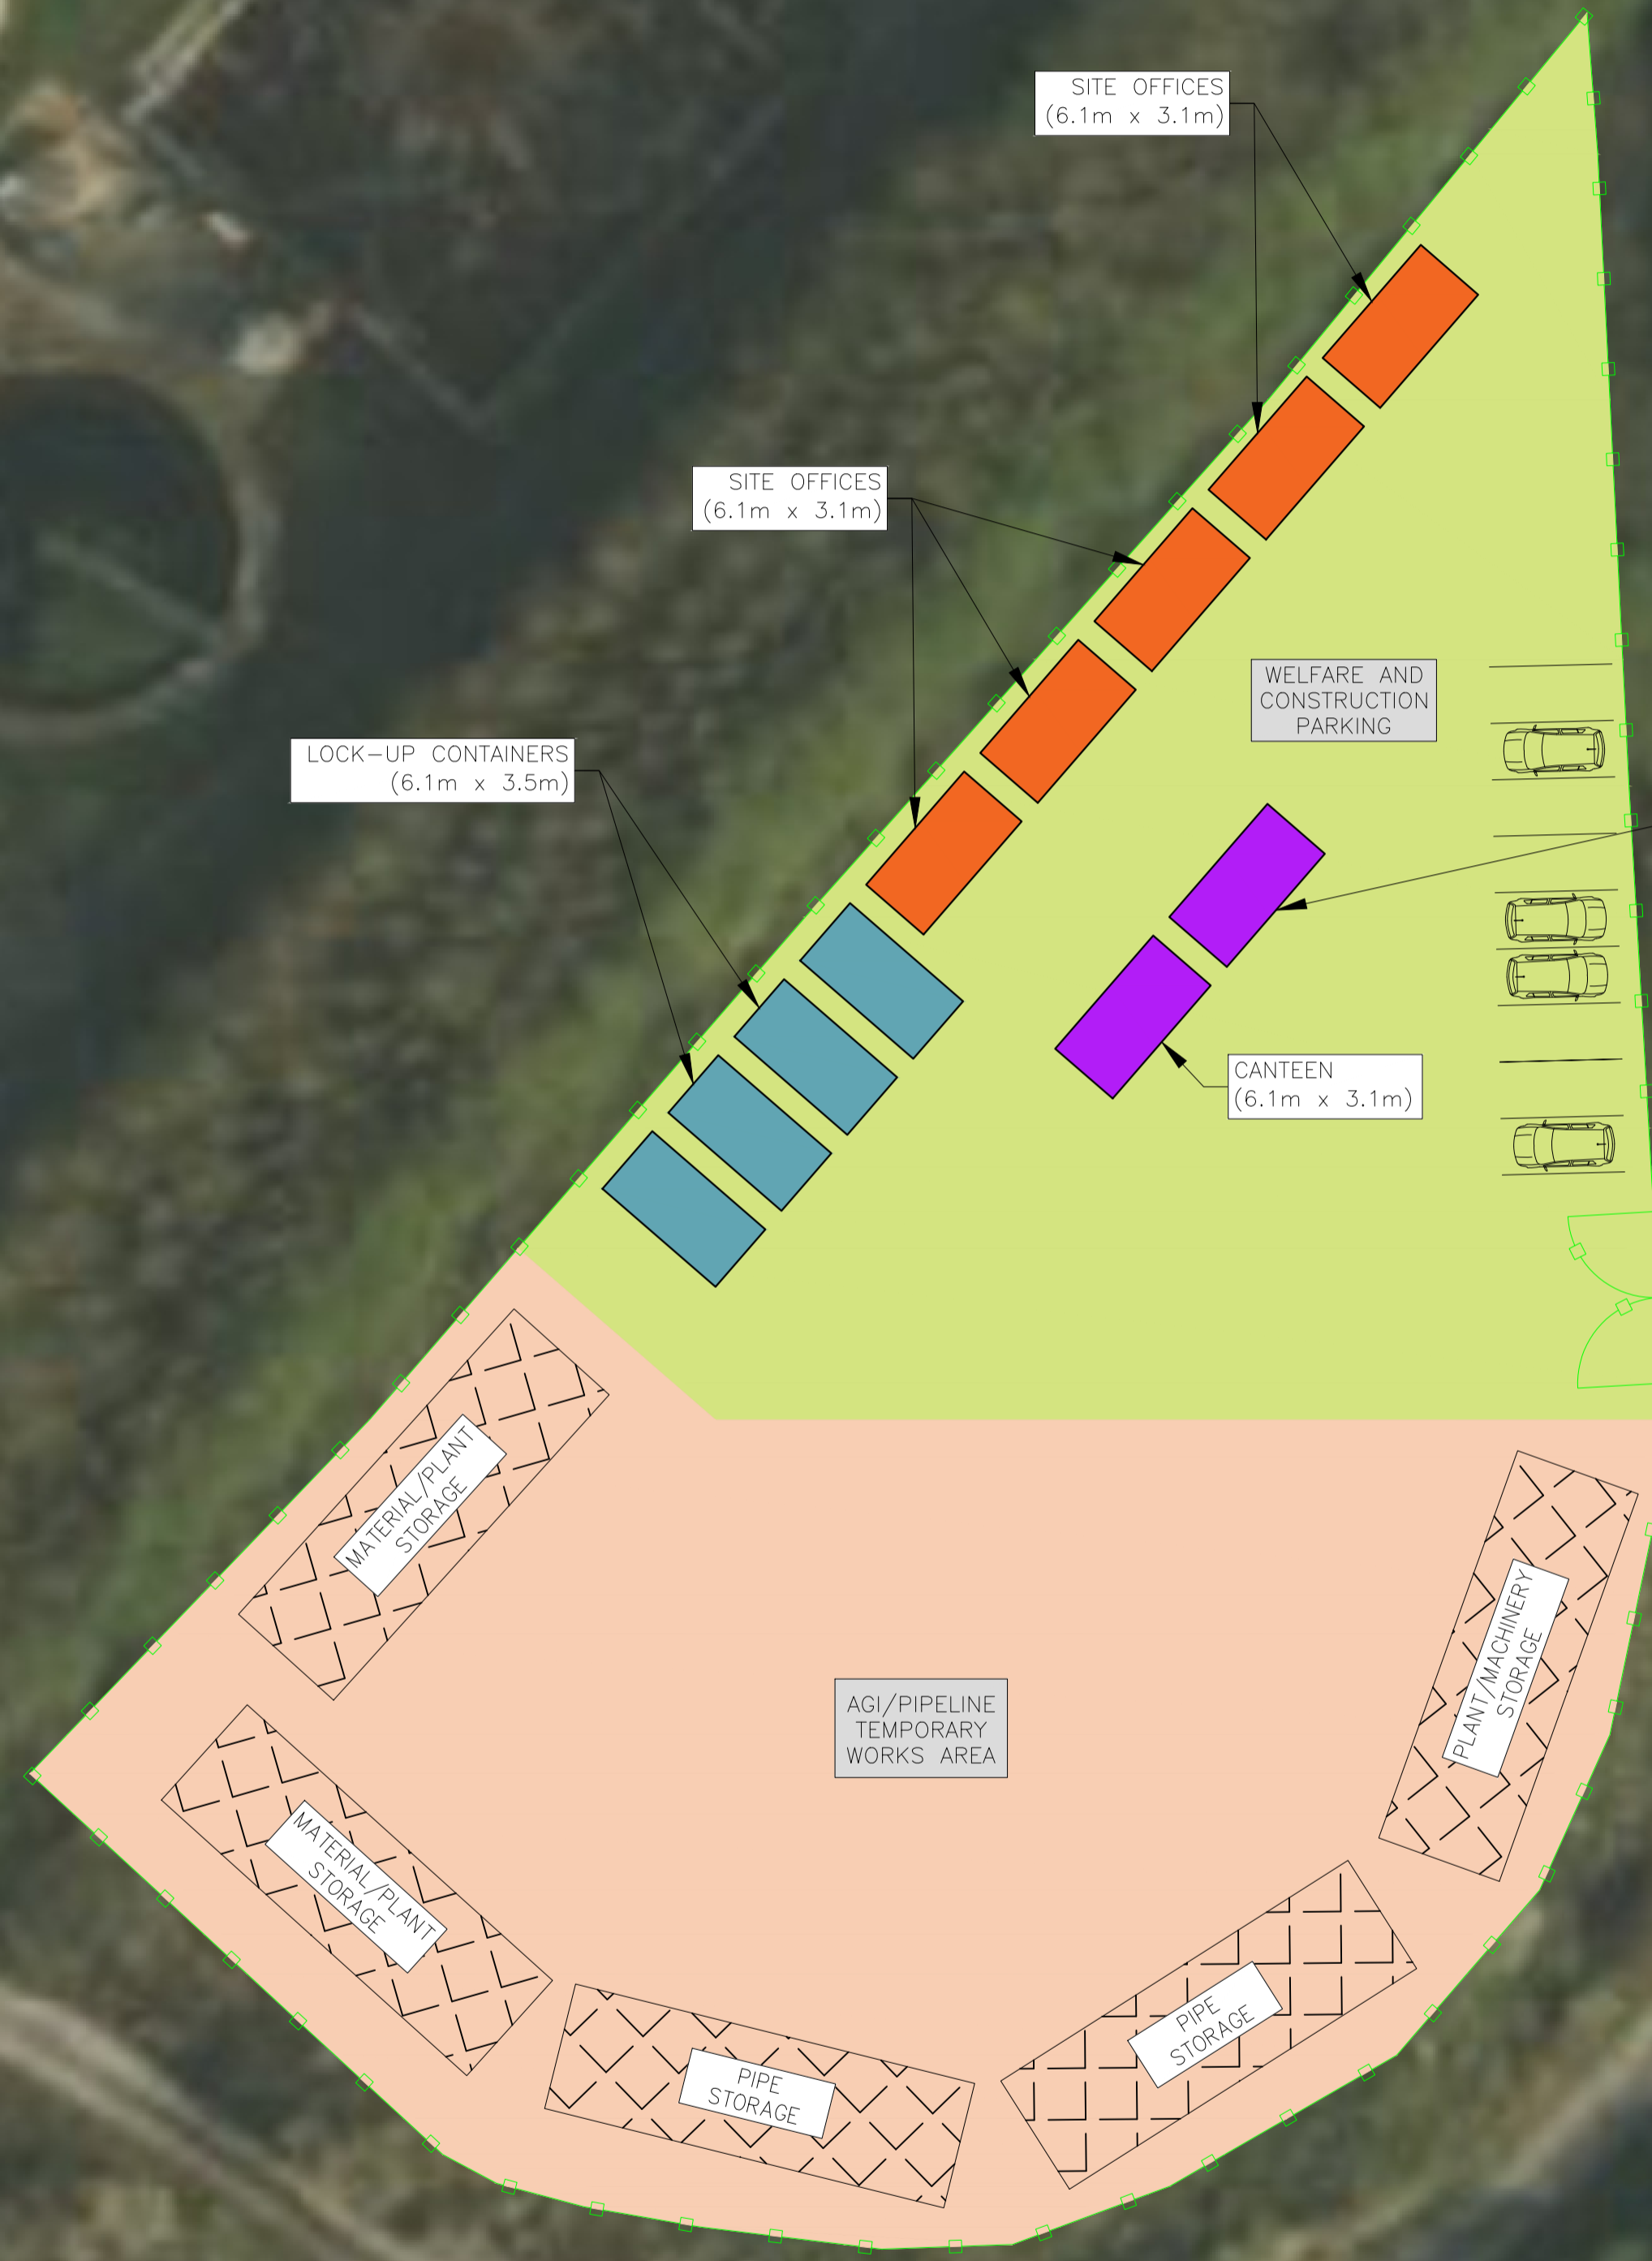 SITE OFFICES
(6.1m x 3.1m)
SITE OFFICES
(6.1m x 3.1m)
WELFARE AND
CONSTRUCTION
PARKING
LOCK-UP CONTAINERS
(6.1m x 3.5m)
CANTEEN
(6.1m x 3.1m)
MATERIAL/PLANT
STORAGE
PLANT/MACHINERY
STORAGE
AGI/PIPELINE
TEMPORARY
WORKS AREA
MATERIAL/PLANT
STORAGE
PIPE
STORAGE
PIPE
STORAGE